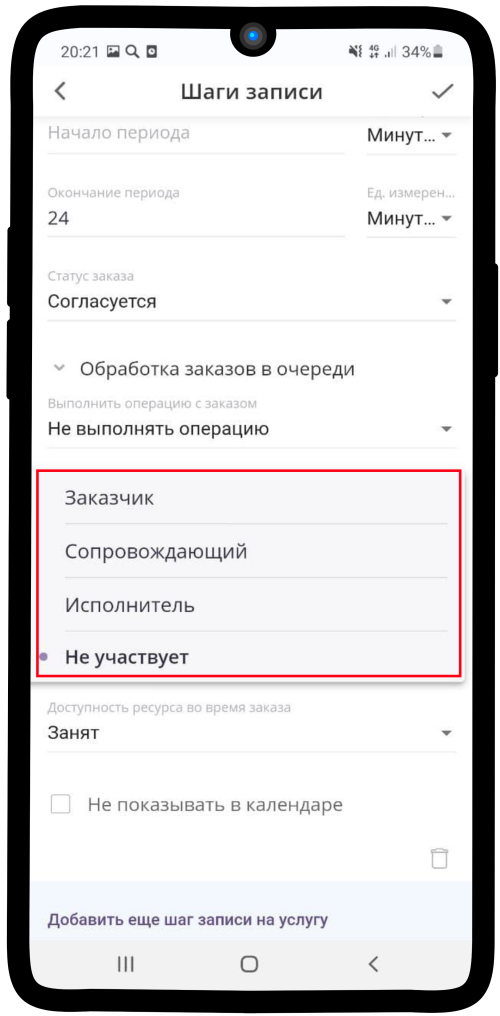 20:21 4G 34%
Шаги записи
Начало периода
Минут...
Окончание периода Ед. измерен...
24 Минут...
Статус заказа
Согласуется
Обработка заказов в очереди
Выполнить операцию с заказом
Не выполнять операцию
Заказчик
Сопровождающий
Исполнитель
Не участвует
Доступность ресурса во время заказа
Занят
Не показывать в календаре
Добавить еще шаг записи на услугу